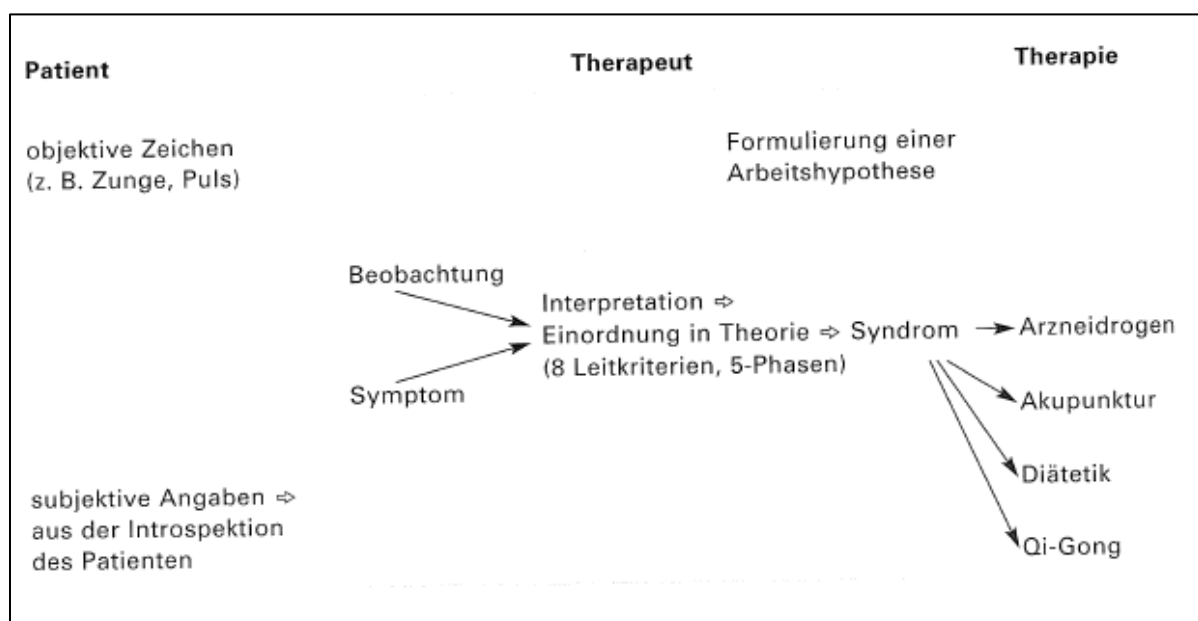 Patient Therapeut Therapie
objektive Zeichen
(z. B. Zunge, Puls)
Formulierung einer
Arbeitshypothese
Beobachtung
Symptom
Interpretation ⇨
Einordnung in Theorie ⇨ Syndrom
(8 Leitkriterien, 5-Phasen)
Arzneidrogen
Akupunktur
Diätetik
Qi-Gong
subjektive Angaben ⇨
aus der Introspektion
des Patienten